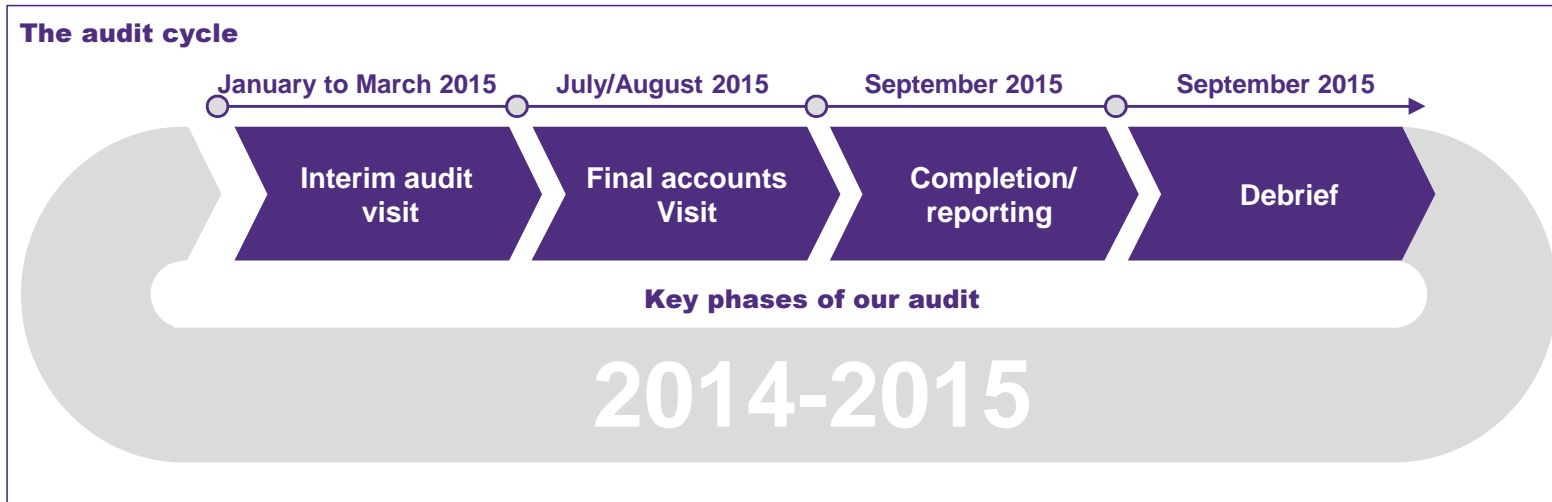 The audit cycle
January to March 2015 July/August 2015 September 2015 September 2015
Interim audit
visit
Final accounts
Visit
Completion/
reporting
Debrief
Key phases of our audit
2014-2015